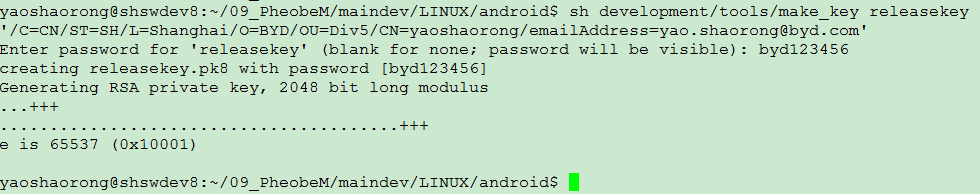 yaoshaorong@shswdev8:~/09_PheobeM/maindev/LINUX/android$ sh development/tools/make_key releasekey
'/C=CN/ST=SH/L=Shanghai/O=BYD/OU=Div5/CN=yaoshaorong/emailAddress=yao.shaorong@byd.com'
Enter password for 'releasekey' (blank for none; password will be visible): byd123456
creating releasekey.pk8 with password [byd123456]
Generating RSA private key, 2048 bit long modulus
...+++
........................................+++
e is 65537 (0x10001)
yaoshaorong@shswdev8:~/09_PheobeM/maindev/LINUX/android$